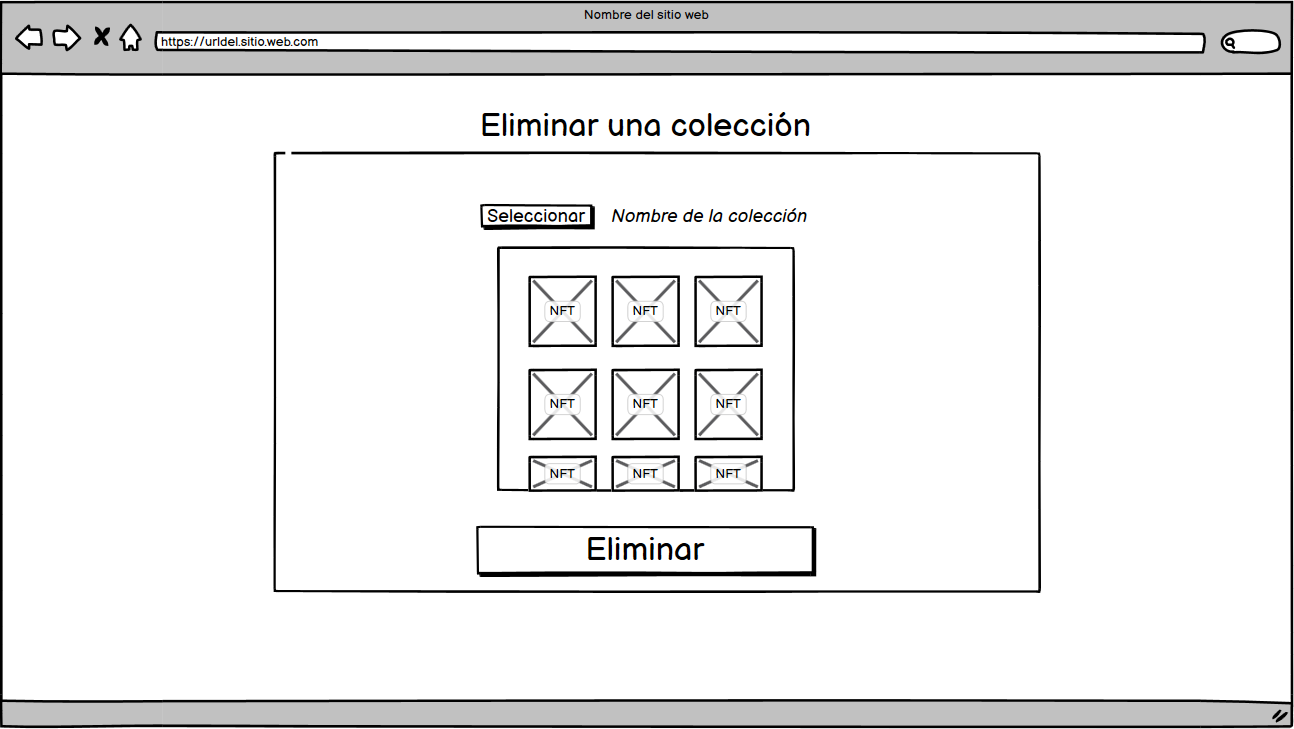 Nombre del sitio web
https://urldel.sitio.web.com
Eliminar una colección
Seleccionar Nombre de la colección
NFT NFT NFT
NFT NFT NFT
NFT NFT NFT
Eliminar